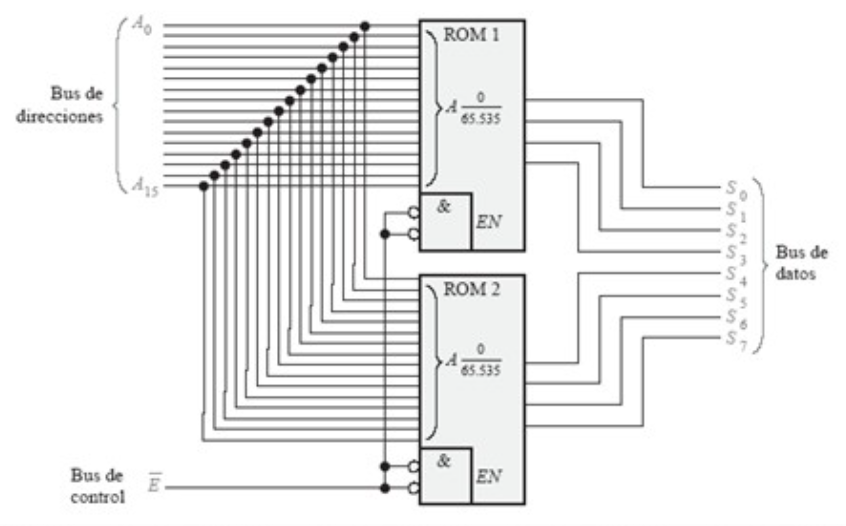 A0
ROM 1
Bus de
direcciones
A 0/65.535
A15
&
EN
S0
S1
S2
S3
S4
S5
S6
S7
Bus de
datos
ROM 2
A 0/65.535
&
EN
Bus de
control
E̅